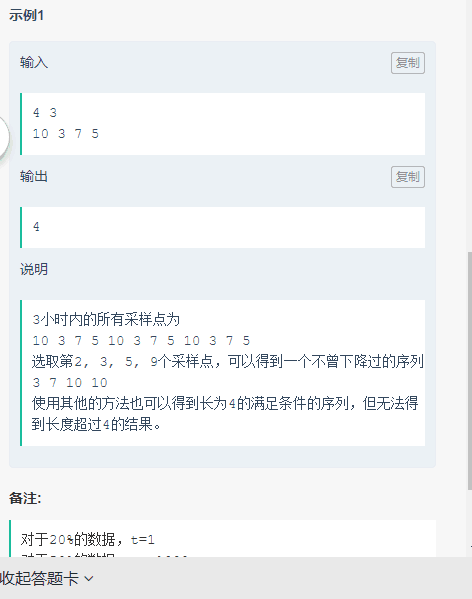 示例1
输入
复制
4 3
10 3 7 5
输出
复制
4
说明
3小时内的所有采样点为
10 3 7 5 10 3 7 5 10 3 7 5
选取第2, 3, 5, 9个采样点，可以得到一个不曾下降过的序列
3 7 10 10
使用其他的方法也可以得到长为4的满足条件的序列，但无法得
到长度超过4的结果。
备注:
对于20%的数据，t=1
收起答题卡